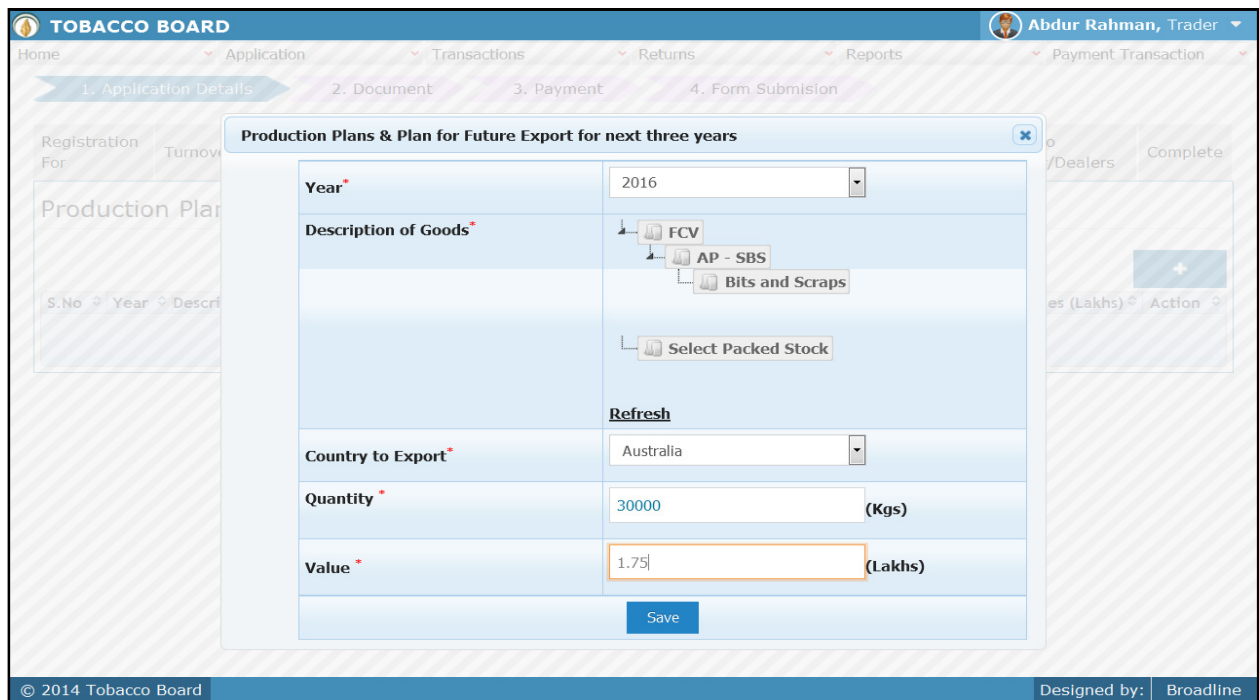 TOBACCO BOARD Abdur Rahman, Trader
Home Application Transactions Returns Reports Payment Transaction
1. Application Details 2. Document 3. Payment 4. Form Submision
Registration For Turnov /Dealers Complete
Production Plans & Plan for Future Export for next three years
Production Plan
Year* 2016
Description of Goods* FCV
AP - SBS
Bits and Scraps
S.No Year Descri es (Lakhs) Action
Select Packed Stock
Refresh
Country to Export* Australia
Quantity * 30000 (Kgs)
Value * 1.75 (Lakhs)
Save
© 2014 Tobacco Board Designed by: Broadline